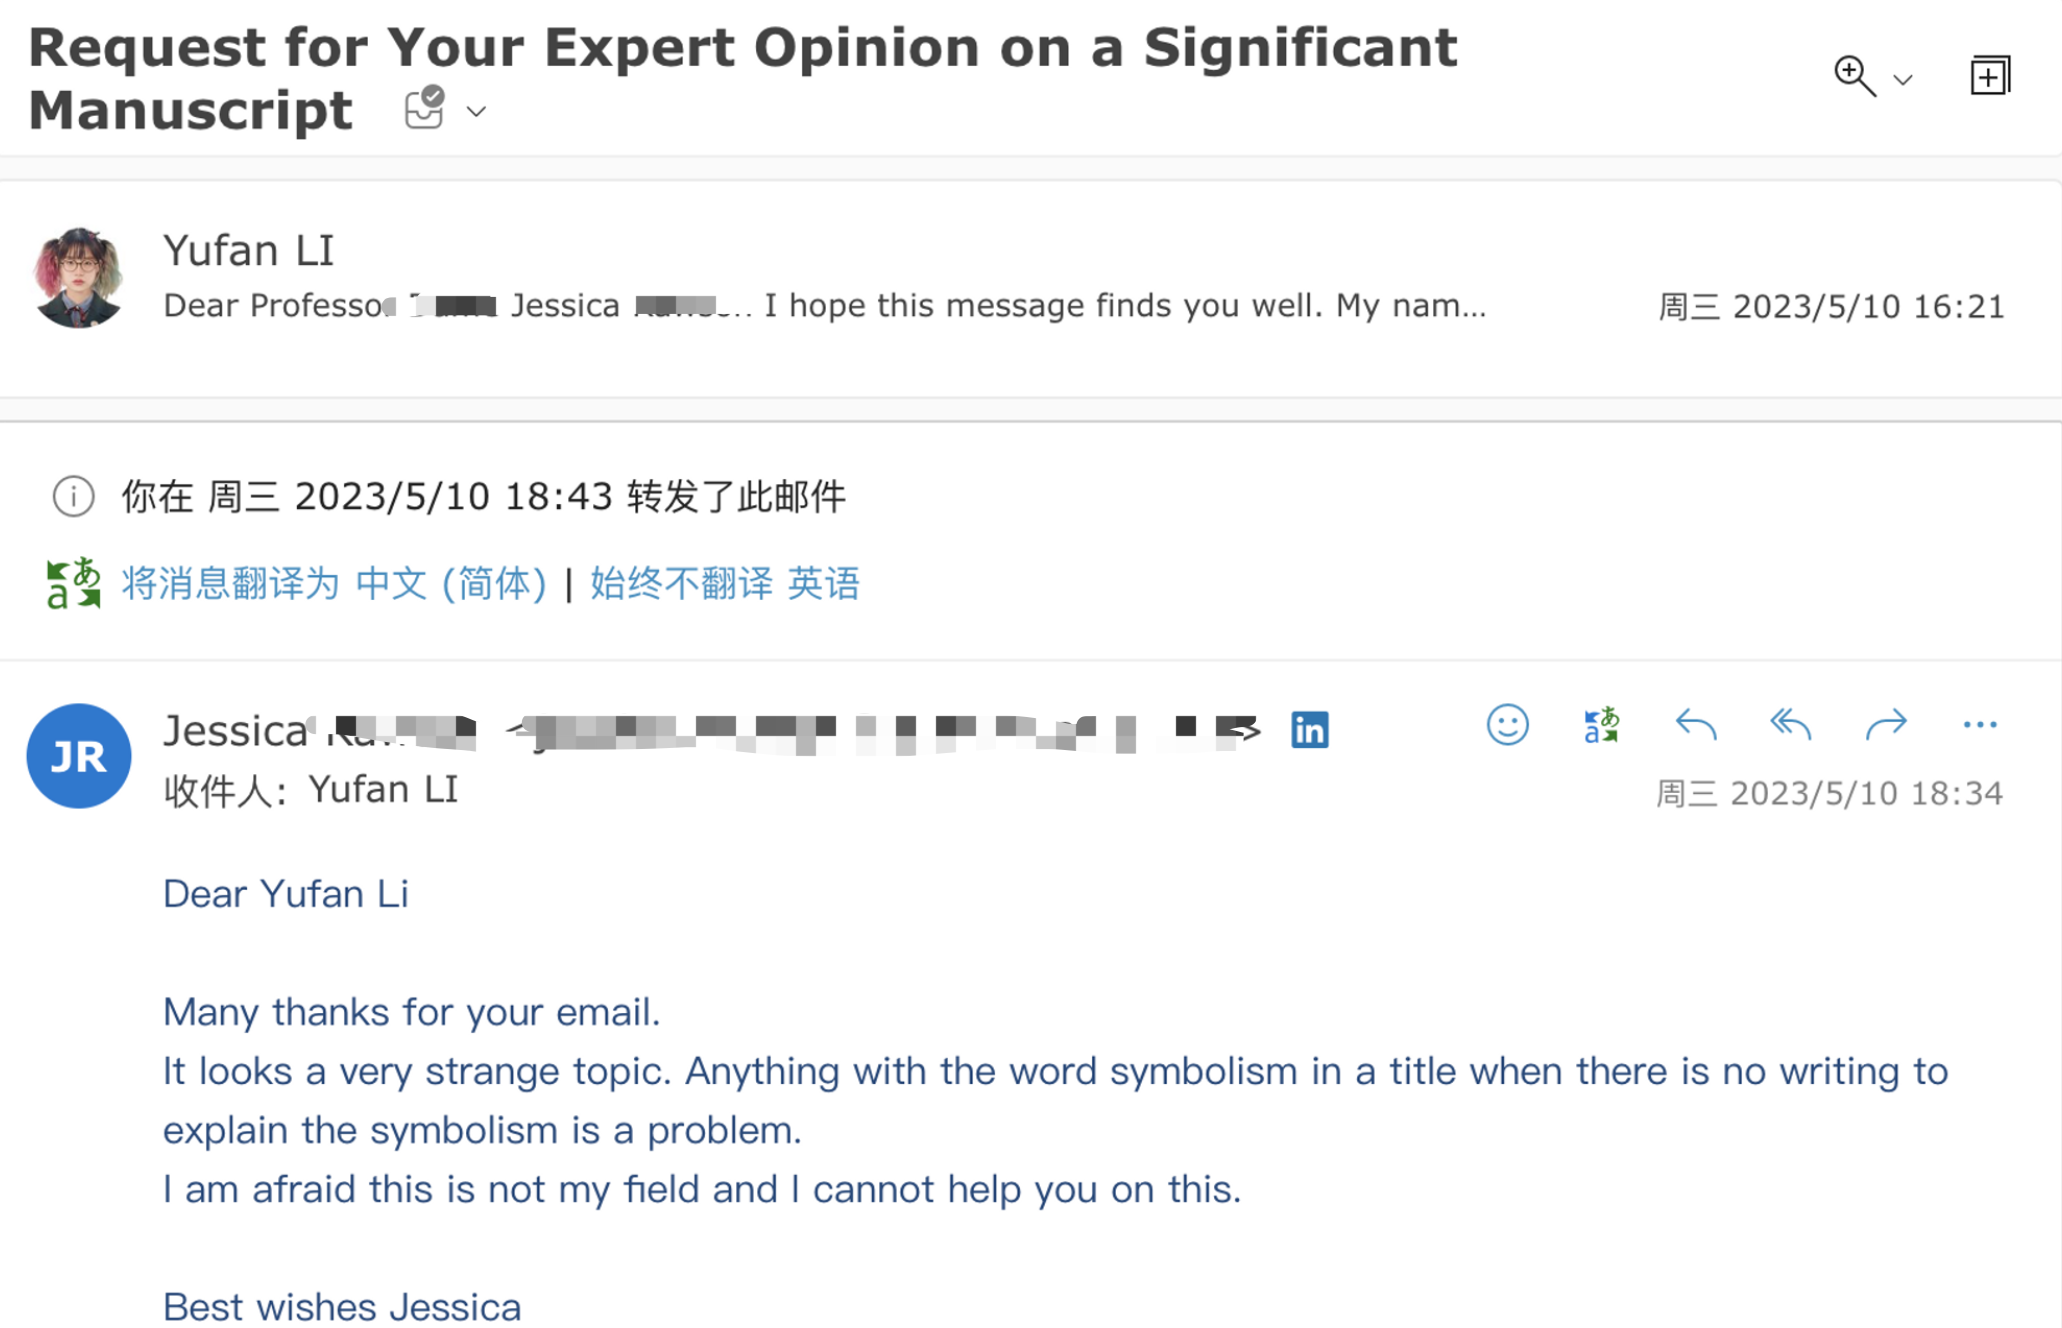 Request for Your Expert Opinion on a Significant
Manuscript
Yufan LI
Dear Jessica I hope this message finds you well. My nam...
周三 2023/5/10 16:21
你在 周三 2023/5/10 18:43 转发了此邮件
将消息翻译为 中文 (简体) | 始终不翻译 英语
JR
Jessica
in
收件人: Yufan LI
周三 2023/5/10 18:34
Dear Yufan Li
Many thanks for your email.
It looks a very strange topic. Anything with the word symbolism in a title when there is no writing to
explain the symbolism is a problem.
I am afraid this is not my field and I cannot help you on this.
Best wishes Jessica